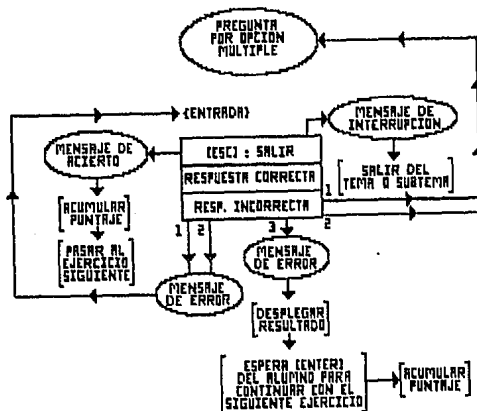 PREGUNTA
POR OPCION
MULTIPLE
{ENTRADA}
MENSAJE DE
INTERRUPCION
MENSAJE DE
ACIERTO
[ESC] : SALIR
RESPUESTA CORRECTA
RESP. INCORRECTA
SALIR DEL
TEMA O SUBTEMA
1
2
ACUMULAR
PUNTAJE
PASAR AL
EJERCICIO
SIGUIENTE
1 2
3
MENSAJE
DE ERROR
MENSAJE
DE ERROR
DESPLEGAR
RESULTADO
ESPERA [ENTER]
DEL ALUMNO PARA
CONTINUAR CON EL
SIGUIENTE EJERCICIO
ACUMULAR
PUNTAJE